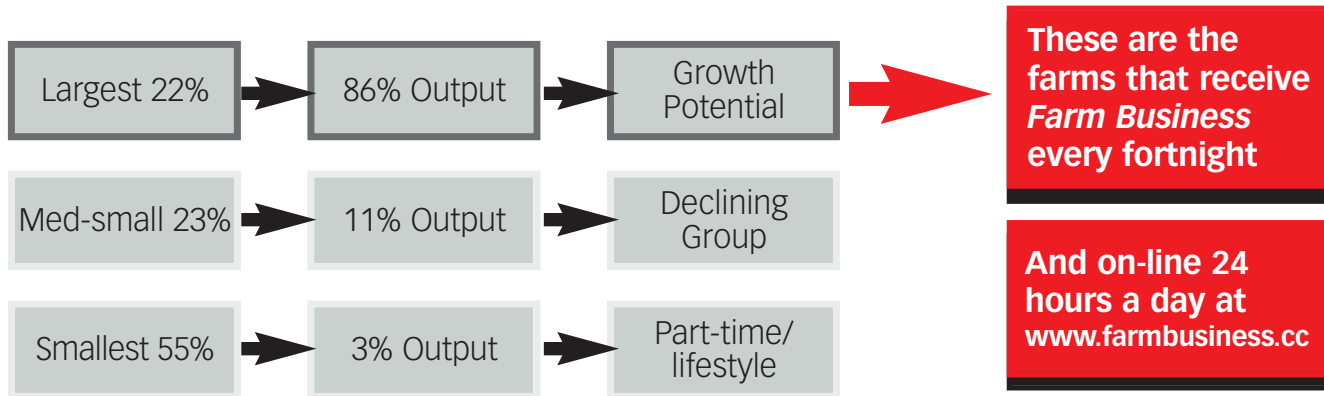 Largest 22%
86% Output
Growth
Potential
These are the
farms that receive
Farm Business
every fortnight
Med-small 23%
11% Output
Declining
Group
And on-line 24
hours a day at
www.farmbusiness.cc
Smallest 55%
3% Output
Part-time/
lifestyle